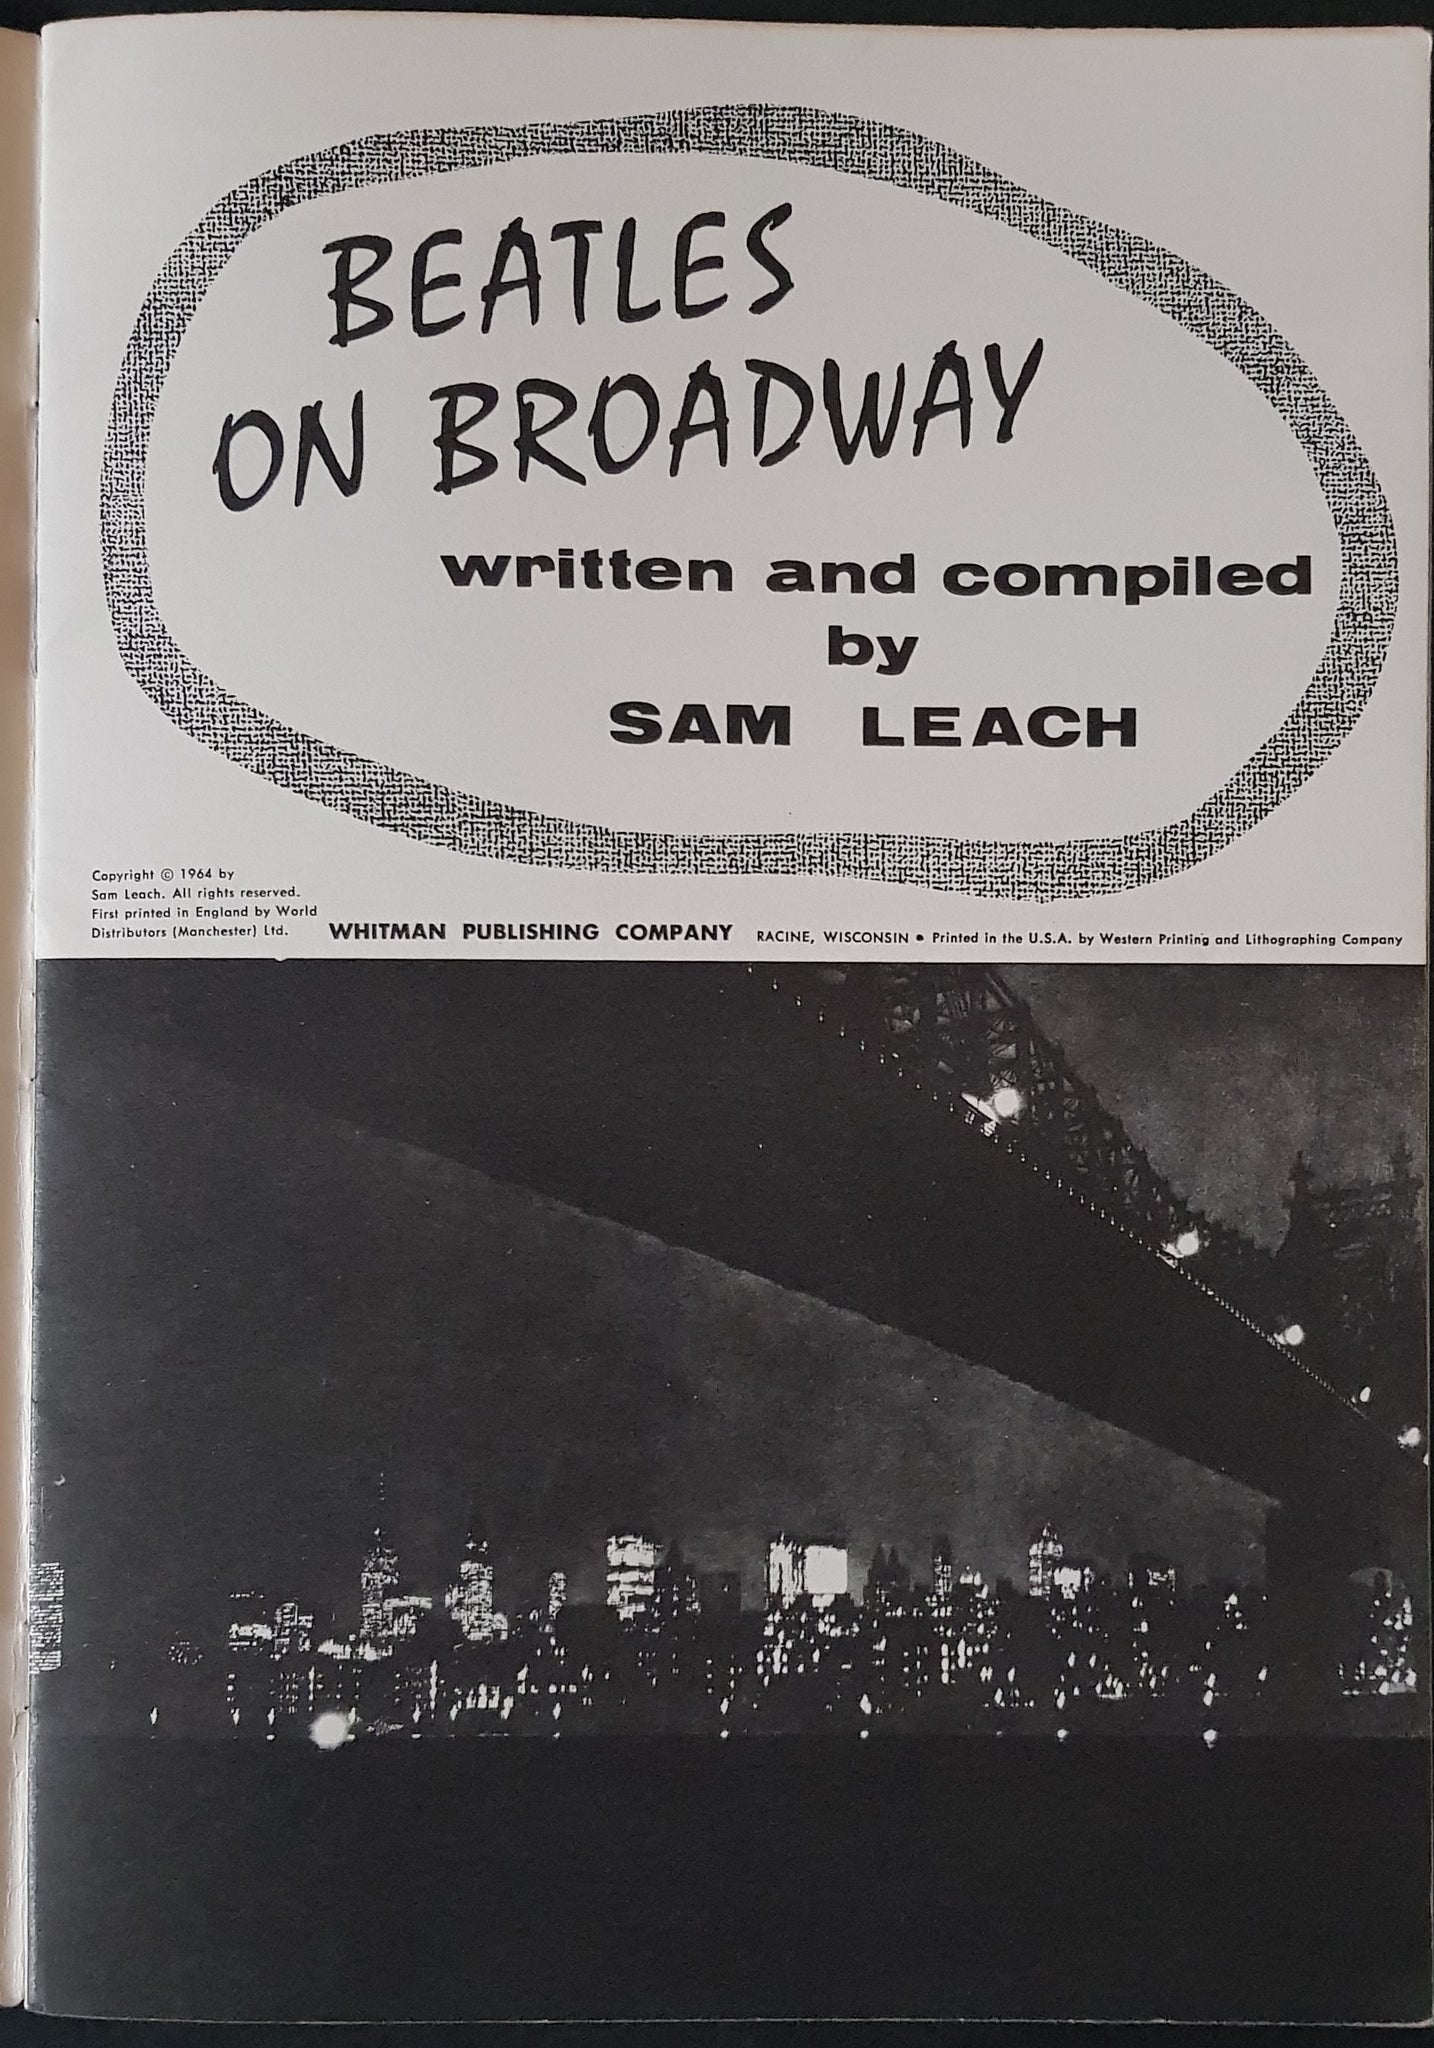 BEATLES
ON BROADWAY
written and compiled
by
SAM LEACH
Copyright © 1964 by
Sam Leach. All rights reserved.
First printed in England by World
Distributors (Manchester) Ltd.
WHITMAN PUBLISHING COMPANY RACINE, WISCONSIN • Printed in the U.S.A. by Western Printing and Lithographing Company